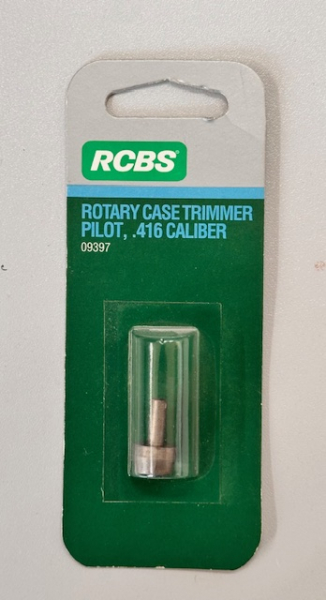 RCBS®
ROTARY CASE TRIMMER
PILOT, .416 CALIBER
09397